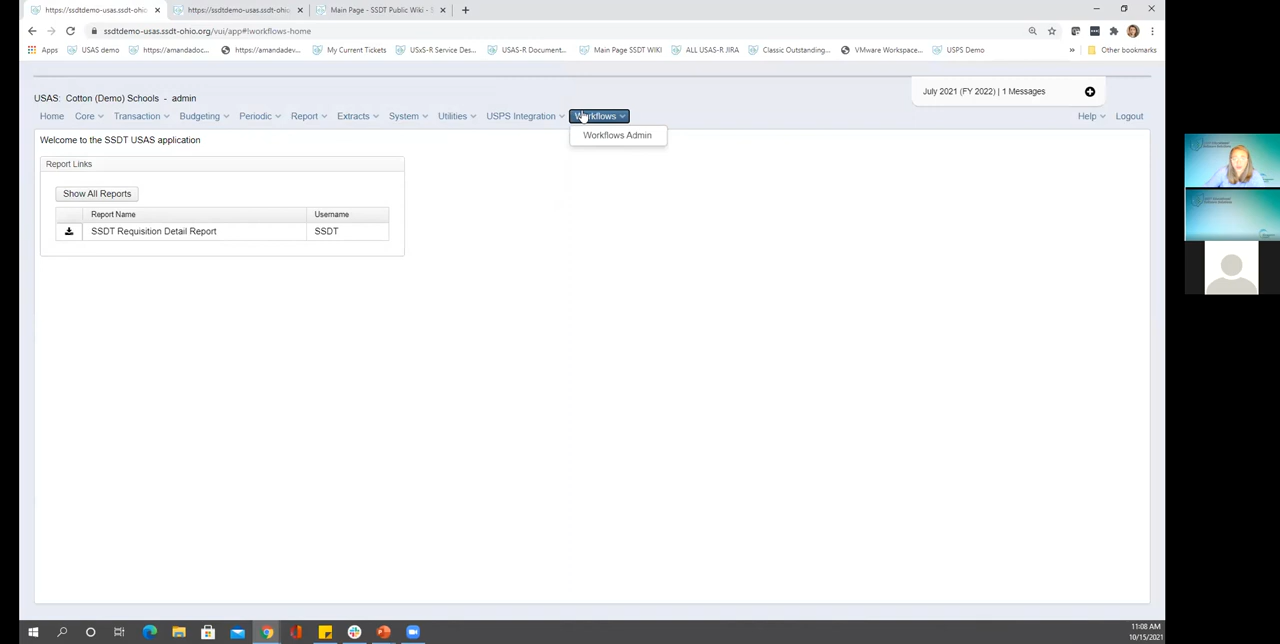 https://ssdtdemo-usas.ssdt-ohio.
https://ssdtdemo-usas.ssdt-ohio.
Main Page - SSDT Public Wiki - S
ssdtdemo-usas.ssdt-ohio.org/vui/app#!workflows-home
Apps
USAS demo
https://amandadoc...
https://amandadev...
My Current Tickets
USxS-R Service Des...
USAS-R Document...
Main Page SSDT WIKI
ALL USAS-R JIRA
Classic Outstanding...
VMware Workspace...
USPS Demo
»
Other bookmarks
July 2021 (FY 2022) | 1 Messages
USAS: Cotton (Demo) Schools - admin
Home
Core
Transaction
Budgeting
Periodic
Report
Extracts
System
Utilities
USPS Integration
Workflows
Help
Logout
Workflows Admin
Welcome to the SSDT USAS application
Report Links
Show All Reports
Report Name
Username
SSDT Requisition Detail Report
SSDT
11:08 AM
10/15/2021